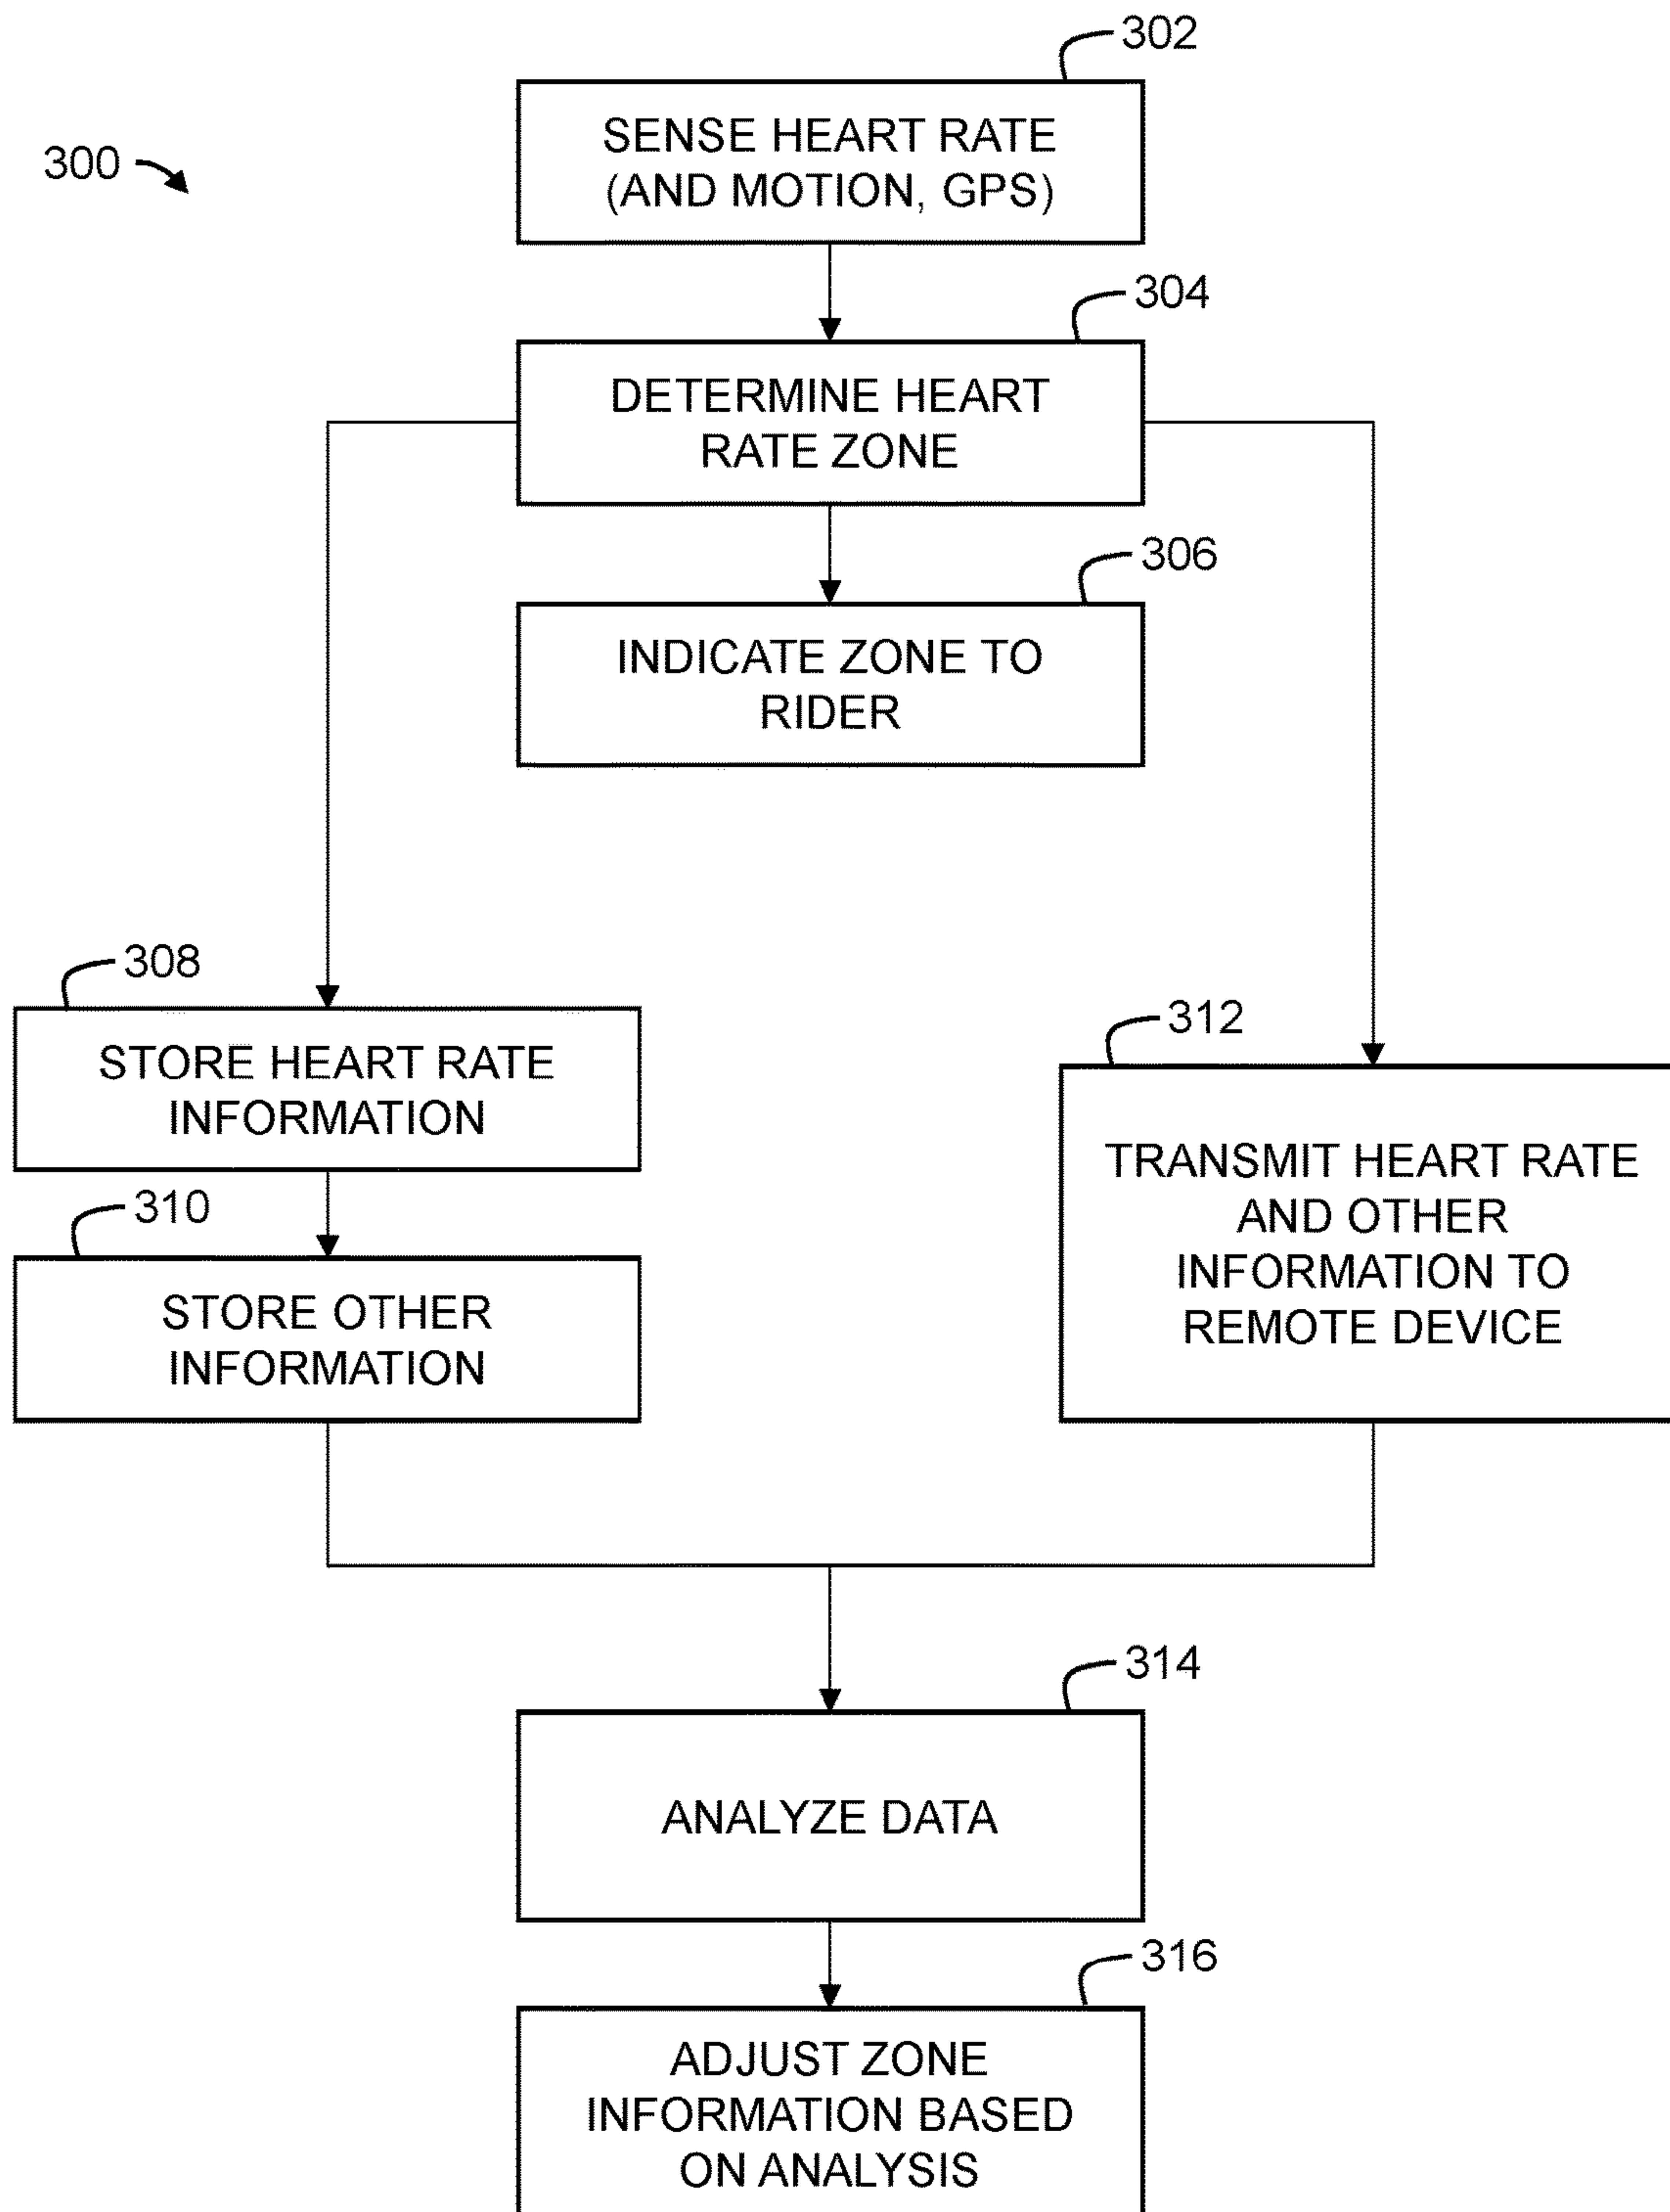 302
SENSE HEART RATE
(AND MOTION, GPS)
300
304
DETERMINE HEART
RATE ZONE
306
INDICATE ZONE TO
RIDER
308
STORE HEART RATE
INFORMATION
312
TRANSMIT HEART RATE
AND OTHER
INFORMATION TO
REMOTE DEVICE
310
STORE OTHER
INFORMATION
314
ANALYZE DATA
316
ADJUST ZONE
INFORMATION BASED
ON ANALYSIS